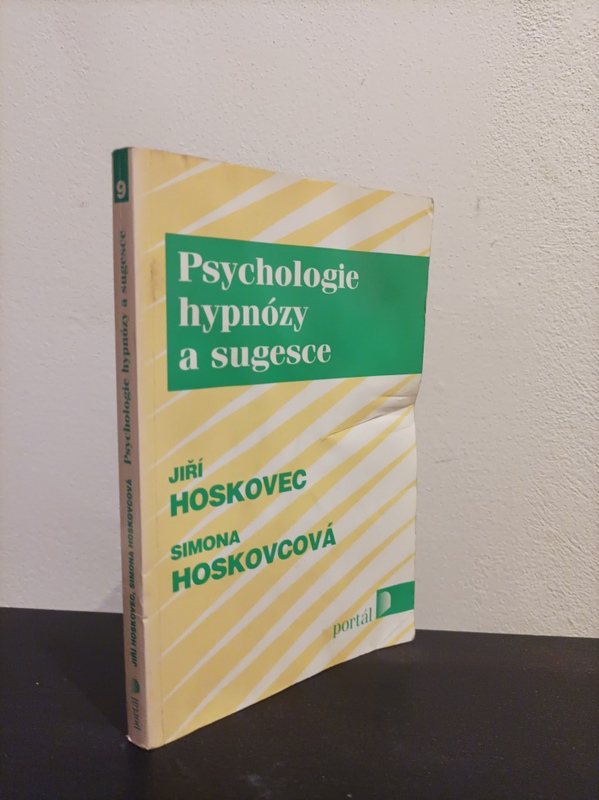 Psychologie
hypnózy
a sugesce
JIŘÍ
HOSKOVEC
SIMONA
HOSKOVCOVÁ
portál
9
Psychologie hypnózy a sugesce
JIŘÍ HOSKOVEC, SIMONA HOSKOVCOVÁ
portál